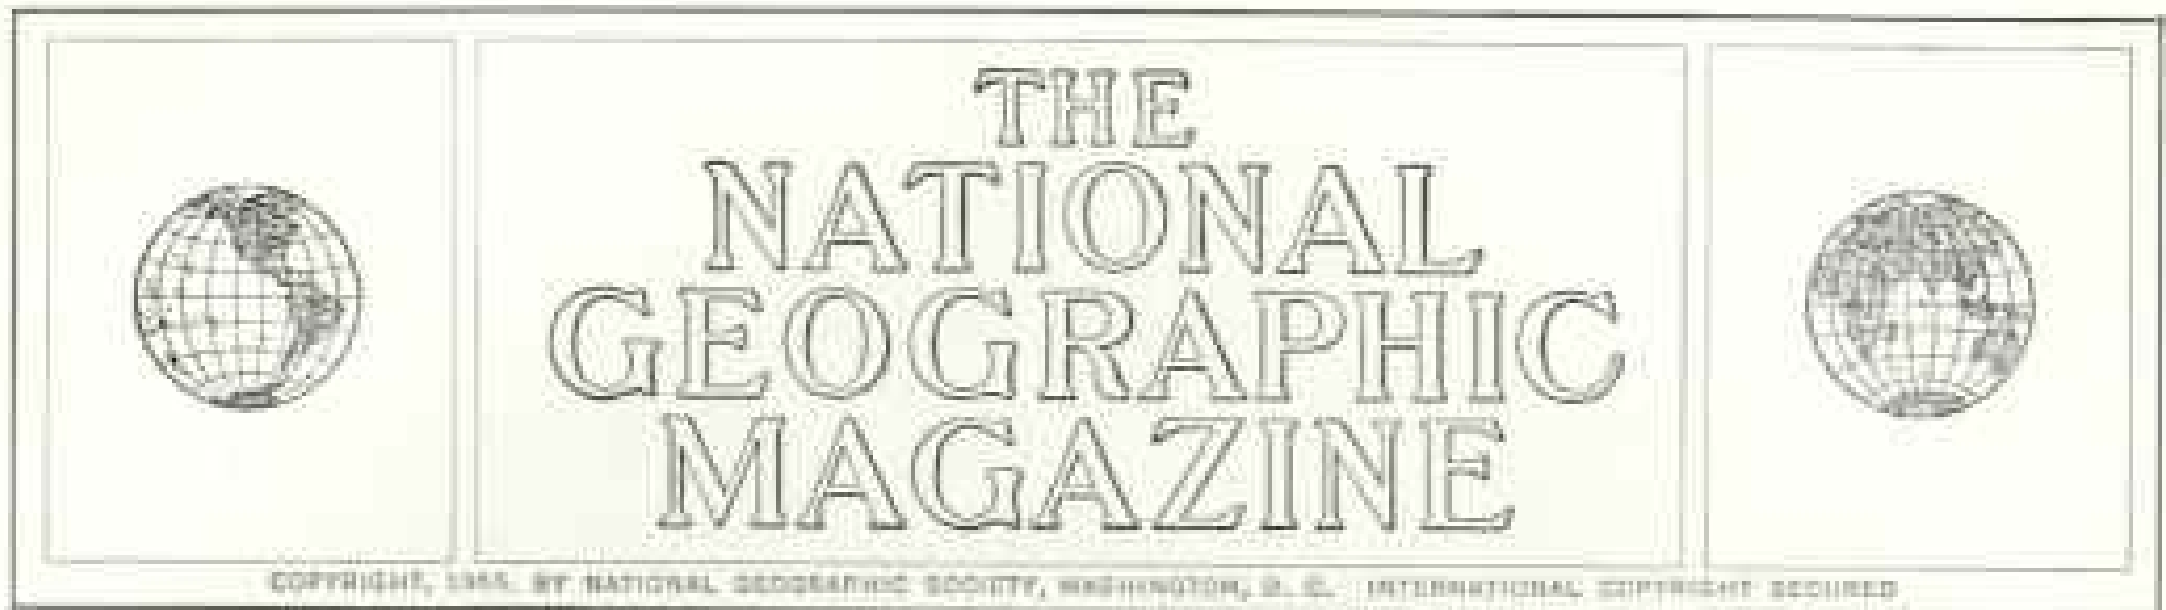 THE
NATIONAL
GEOGRAPHIC
MAGAZINE
COPYRIGHT, BY NATIONAL GEOGRAPHIC SOCIETY, WASHINGTON, D. C. INTERNATIONAL COPYRIGHT SECURED